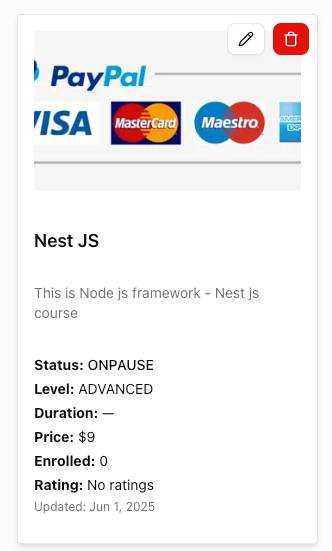 PayPal
VISA MasterCard Maestro AMERICAN EXP
Nest JS
This is Node js framework - Nest js
course
Status: ONPAUSE
Level: ADVANCED
Duration: —
Price: $9
Enrolled: 0
Rating: No ratings
Updated: Jun 1, 2025